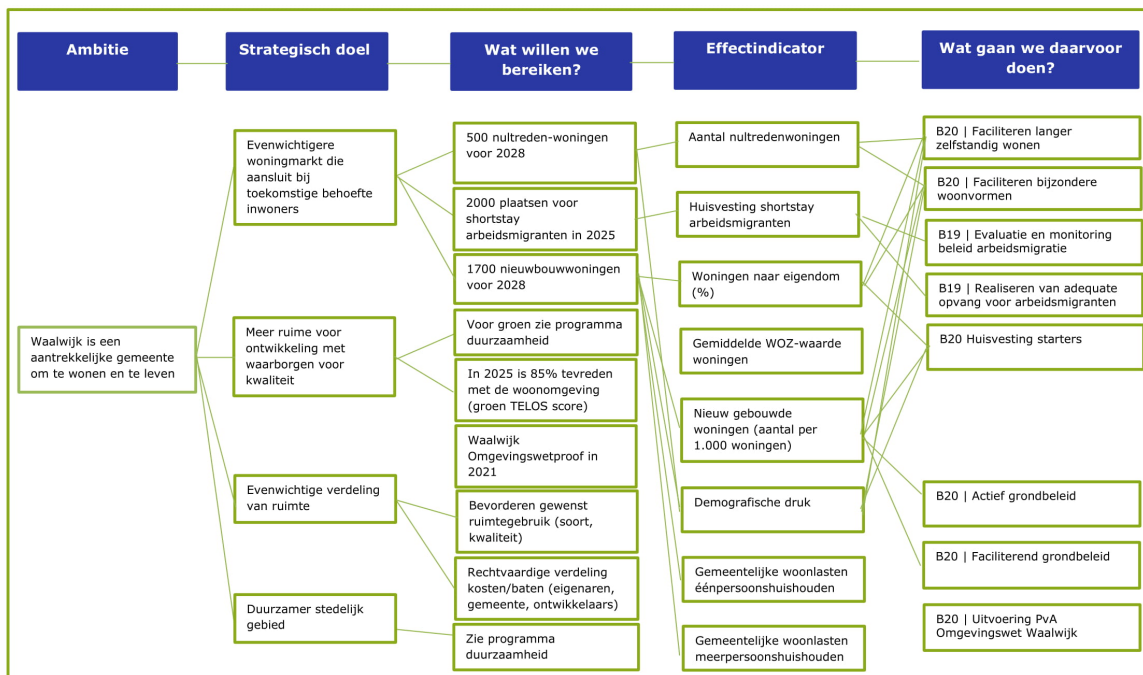 Ambitie
Strategisch doel
Wat willen we
bereiken?
Effectindicator
Wat gaan we daarvoor
doen?
Waalwijk is een
aantrekkelijke gemeente
om te wonen en te leven
Evenwichtigere
woningmarkt die
aansluit bij
toekomstige behoefte
inwoners
Meer ruime voor
ontwikkeling met
waarborgen voor
kwaliteit
Evenwichtige verdeling
van ruimte
Duurzamer stedelijk
gebied
500 nultreden-woningen
voor 2028
2000 plaatsen voor
shortstay
arbeidsmigranten in 2025
1700 nieuwbouwwoningen
voor 2028
Voor groen zie programma
duurzaamheid
In 2025 is 85% tevreden
met de woonomgeving
(groen TELOS score)
Waalwijk
Omgevingswetproof in
2021
Bevorderen gewenst
ruimtegebruik (soort,
kwaliteit)
Rechtvaardige verdeling
kosten/baten (eigenaren,
gemeente, ontwikkelaars)
Zie programma
duurzaamheid
Aantal nultredenwoningen
Huisvesting shortstay
arbeidsmigranten
Woningen naar eigendom
(%)
Gemiddelde WOZ-waarde
woningen
Nieuw gebouwde
woningen (aantal per
1.000 woningen)
Demografische druk
Gemeentelijke woonlasten
éénpersoonshuishouden
Gemeentelijke woonlasten
meerpersoonshuishouden
B20 | Faciliteren langer
zelfstandig wonen
B20 | Faciliteren bijzondere
woonvormen
B19 | Evaluatie en monitoring
beleid arbeidsmigratie
B19 | Realiseren van adequate
opvang voor arbeidsmigranten
B20 Huisvesting starters
B20 | Actief grondbeleid
B20 | Faciliterend grondbeleid
B20 | Uitvoering PvA
Omgevingswet Waalwijk